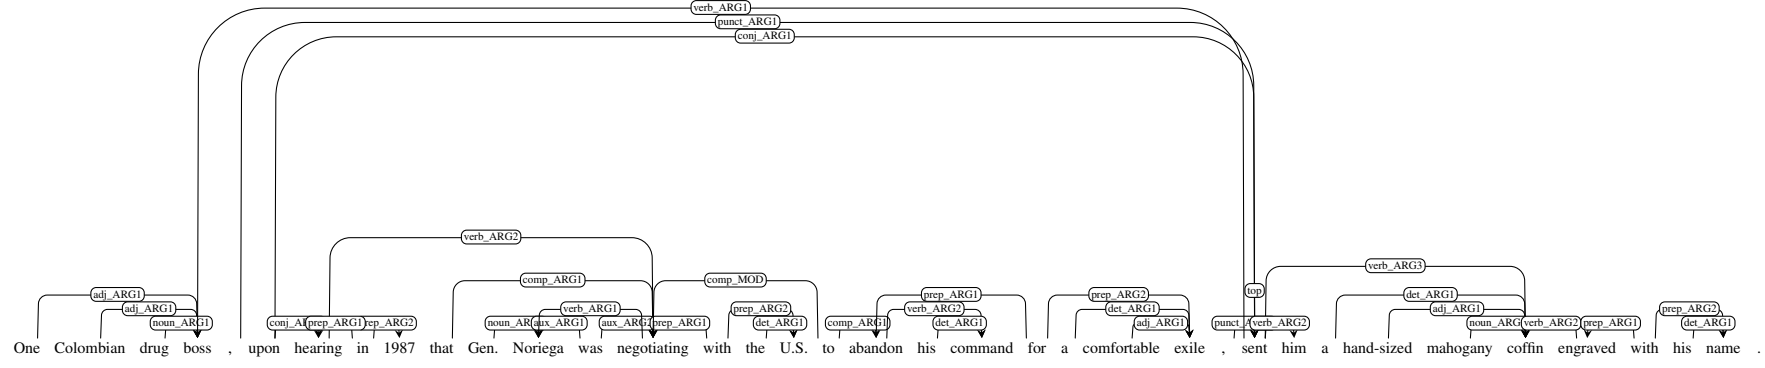 verb_ARG1
punct_ARG1
conj_ARG1
verb_ARG2
verb_ARG3
comp_ARG1 comp_MOD
top
adj_ARG1 prep_ARG1 prep_ARG2 det_ARG1
adj_ARG1 verb_ARG1 prep_ARG2 verb_ARG2 det_ARG1 adj_ARG1 prep_ARG2
noun_ARG1 prep_ARG1 aux_ARG1 prep_ARG1 det_ARG1 comp_ARG1 det_ARG1 adj_ARG1 verb_ARG2 verb_ARG2 prep_ARG1 det_ARG1
One Colombian drug boss , upon hearing in 1987 that Gen. Noriega was negotiating with the U.S. to abandon his command for a comfortable exile , sent him a hand-sized mahogany coffin engraved with his name .